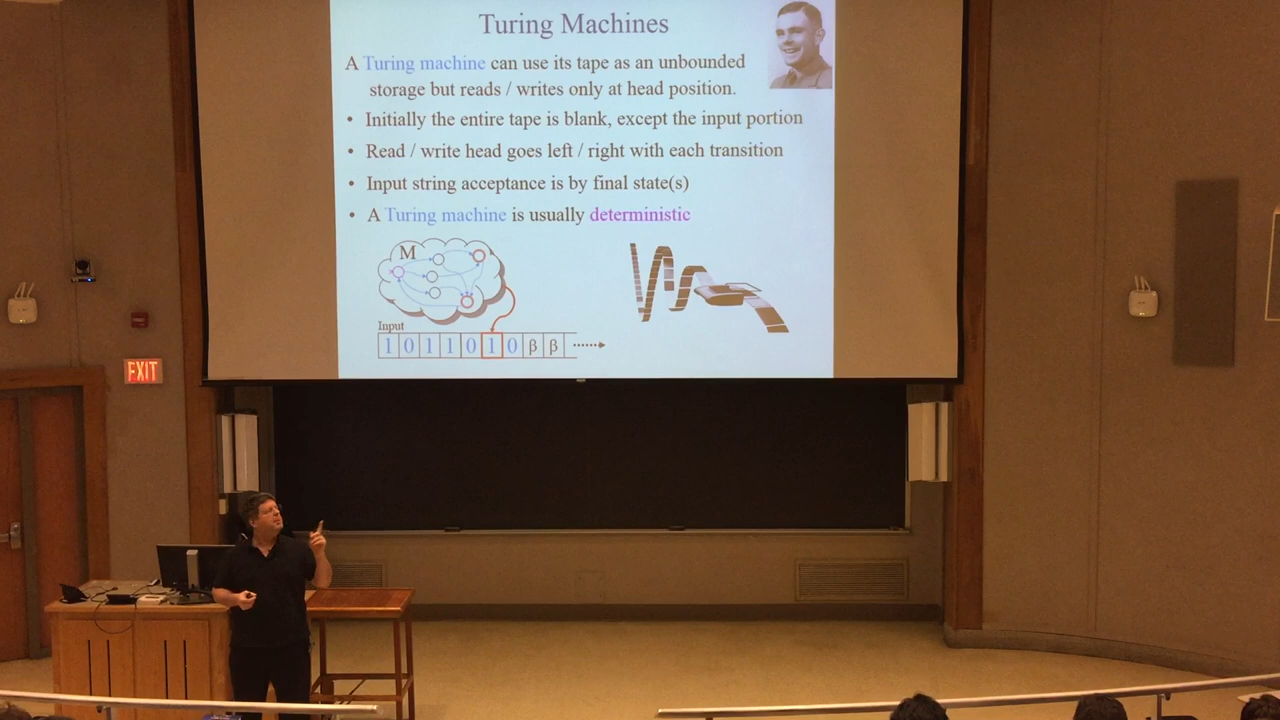 Turing Machines
A Turing machine can use its tape as an unbounded
storage but reads / writes only at head position.
• Initially the entire tape is blank, except the input portion
• Read / write head goes left / right with each transition
• Input string acceptance is by final state(s)
• A Turing machine is usually deterministic
M
Input
1 0 1 1 0 1 0 β β
EXIT